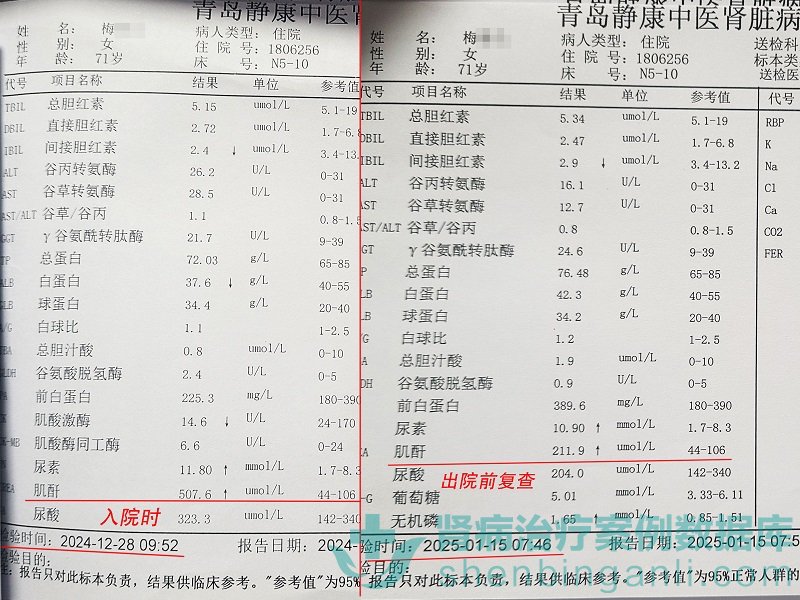 青岛静康中医肾
梅
病人类型: 住院
性 别: 女
住 院 号: 1806256
年 龄: 71岁
床 号: N5-10
代号 项目名称 结果 单位 参考值
TBIL 总胆红素 5.15 umol/L 5.1-19
DBIL 直接胆红素 2.72 umol/L 1.7-6.8
IBIL 间接胆红素 2.4 ↓ umol/L 3.4-13.
ALT 谷丙转氨酶 26.2 U/L 0-31
AST 谷草转氨酶 28.5 U/L 0-31
AST/ALT 谷草/谷丙 1.1 0.8-1.5
GGT γ谷氨酰转肽酶 21.7 U/L 9-39
TP 总蛋白 72.03 g/L 65-85
ALB 白蛋白 37.6 ↓ g/L 40-55
GLB 球蛋白 34.4 g/L 20-40
A/G 白球比 1.1 1-2.5
TBA 总胆汁酸 0.8 umol/L 0-10
GLDH 谷氨酸脱氢酶 2.4 U/L 0-5
PA 前白蛋白 225.3 mg/L 180-390
CK 肌酸激酶 14.6 ↓ U/L 24-170
CK-MB 肌酸酶同工酶 6.6 U/L 0-24
尿素 11.80 ↑ mmol/L 1.7-8.3
肌酐 507.6 ↑ umol/L 44-106
尿酸 323.3 umol/L 142-340
入院时
检验时间: 2024-12-28 09:52 报告日期: 2024-
检验目的:
注: 报告只对此标本负责，结果供临床参考。"参考值"为95%
青岛静康中医肾脏病
姓 名: 梅
病人类型: 住院 送检科
性 别: 女
住 院 号: 1806256 标本类
年 龄: 71岁
床 号: N5-10 送检医
代号 项目名称 结果 单位 参考值 代号
TBIL 总胆红素 5.34 umol/L 5.1-19 RBP
DBIL 直接胆红素 2.47 umol/L 1.7-6.8 K
IBIL 间接胆红素 2.9 ↓ umol/L 3.4-13.2 Na
ALT 谷丙转氨酶 16.1 U/L 0-31 Cl
AST 谷草转氨酶 12.7 U/L 0-31 Ca
AST/ALT 谷草/谷丙 0.8 0.8-1.5 CO2
GGT γ谷氨酰转肽酶 24.6 U/L 9-39 FER
TP 总蛋白 76.48 g/L 65-85
LB 白蛋白 42.3 g/L 40-55
LB 球蛋白 34.2 g/L 20-40
/G 白球比 1.2 1-2.5
A 总胆汁酸 1.9 umol/L 0-10
DH 谷氨酸脱氢酶 0.9 U/L 0-5
前白蛋白 389.6 mg/L 180-390
尿素 10.90 ↑ mmol/L 1.7-8.3
肌酐 211.9 ↑ umol/L 44-106
尿酸 204.0 umol/L 142-340
出院前复查
葡萄糖 5.01 mmol/L 3.33-6.11
无机磷 1.65 ↑ mmol/L 0.85-1.51
肾病治疗案例数据库
shenbinganli.com
验时间: 2025-01-15 07:46 报告日期: 2025-01-15 07:5
验目的:
报告只对此标本负责，结果供临床参考。"参考值"为95%正常人群的